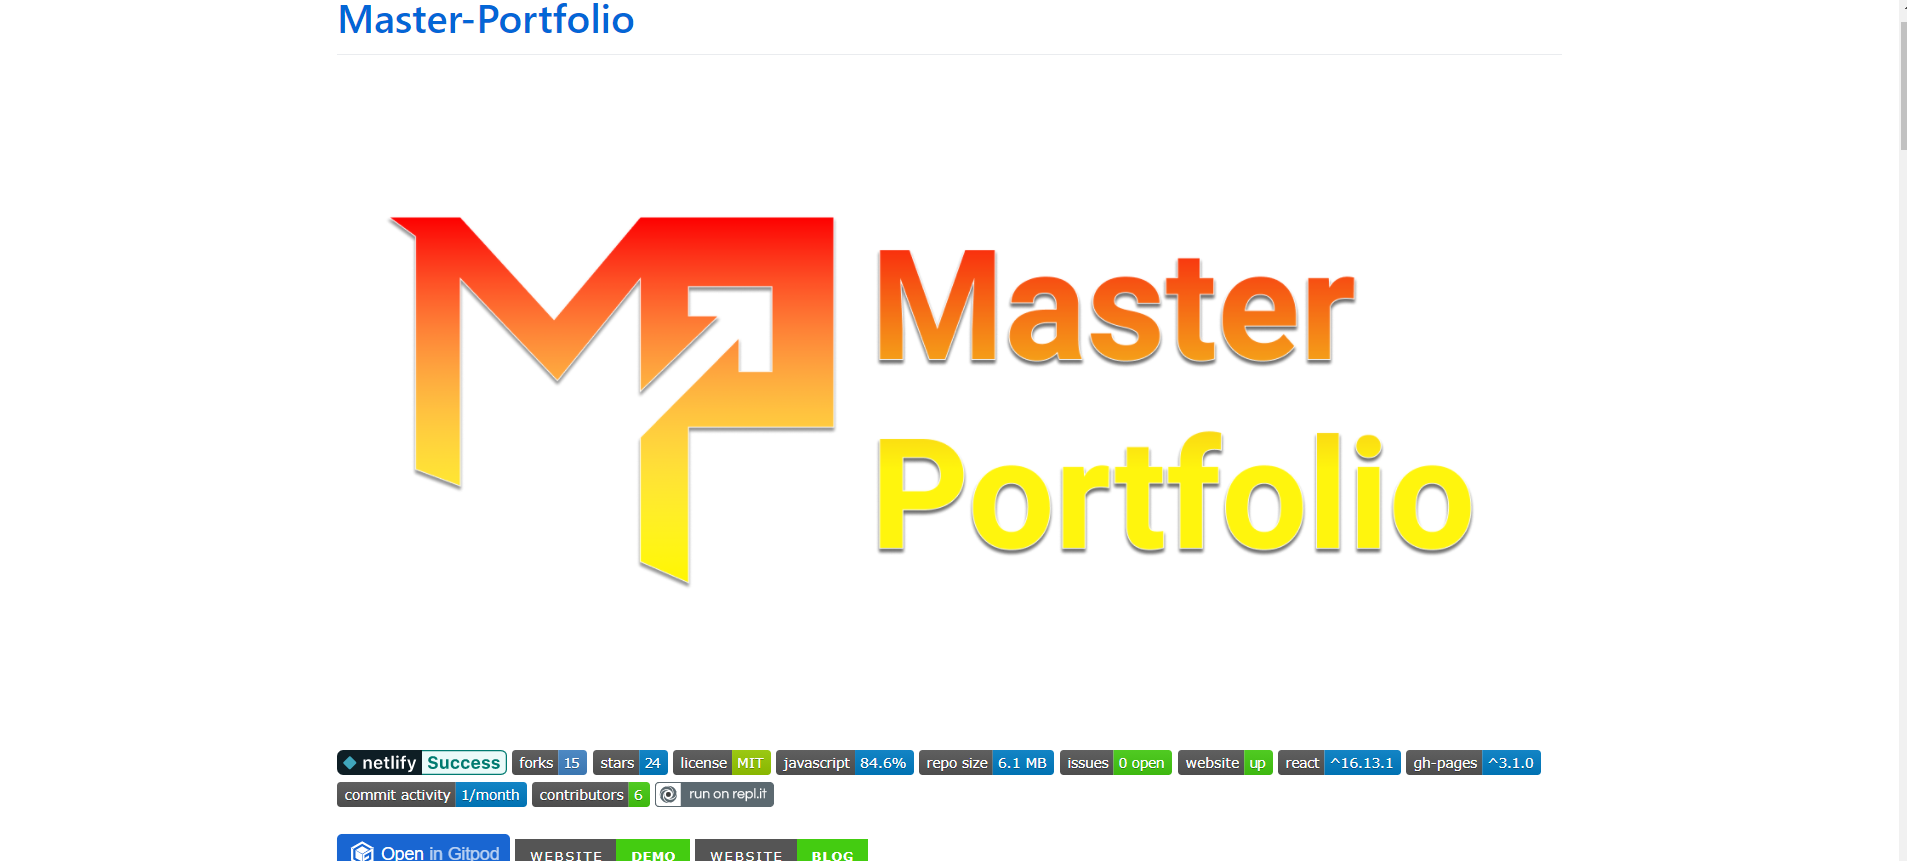 Master-Portfolio
Master
Portfolio
netlify Success forks 15 stars 24 license MIT javascript 84.6% repo size 6.1 MB issues 0 open website up react ^16.13.1 gh-pages ^3.1.0
commit activity 1/month contributors 6 run on repl.it
Open in Gitpod WEBSITE DEMO WEBSITE BLOG